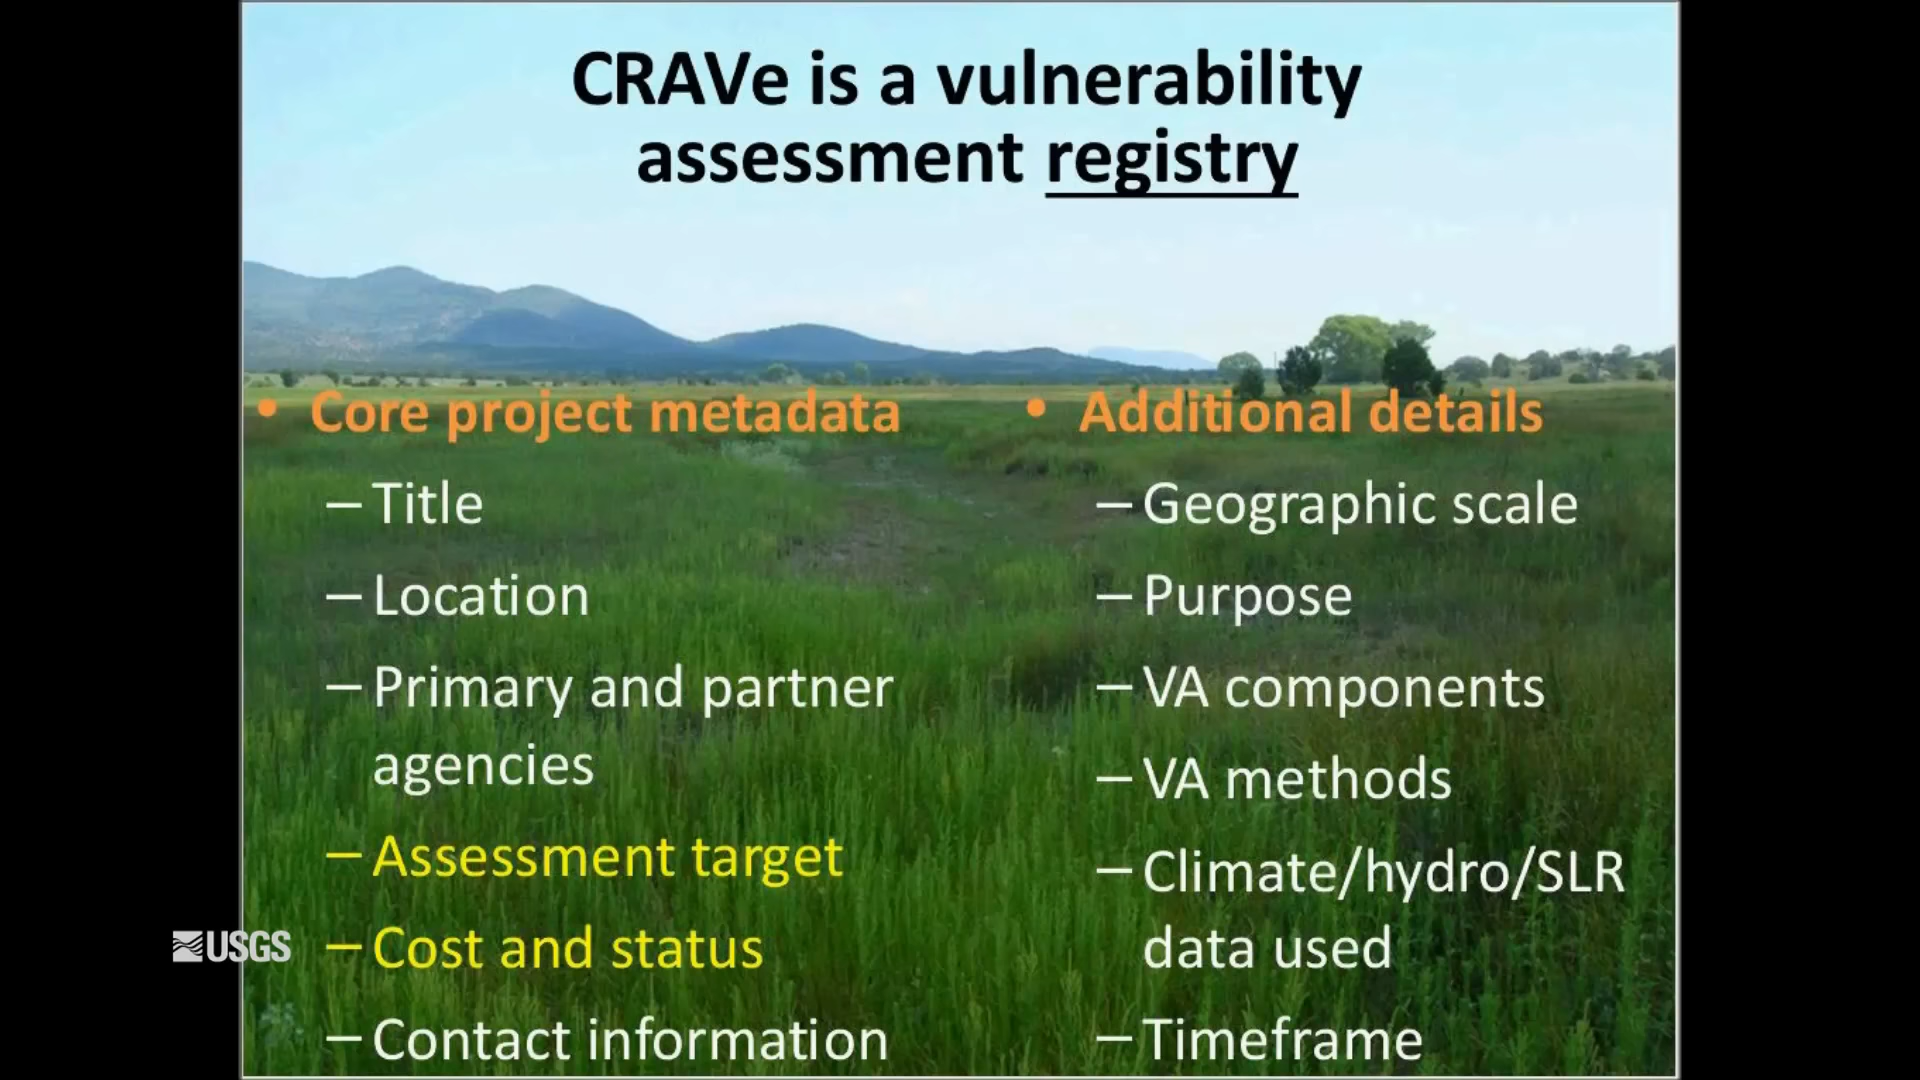 CRAVe is a vulnerability
assessment registry
• Core project metadata
– Title
– Location
– Primary and partner
agencies
– Assessment target
– Cost and status
– Contact information
• Additional details
– Geographic scale
– Purpose
– VA components
– VA methods
– Climate/hydro/SLR
data used
– Timeframe
USGS